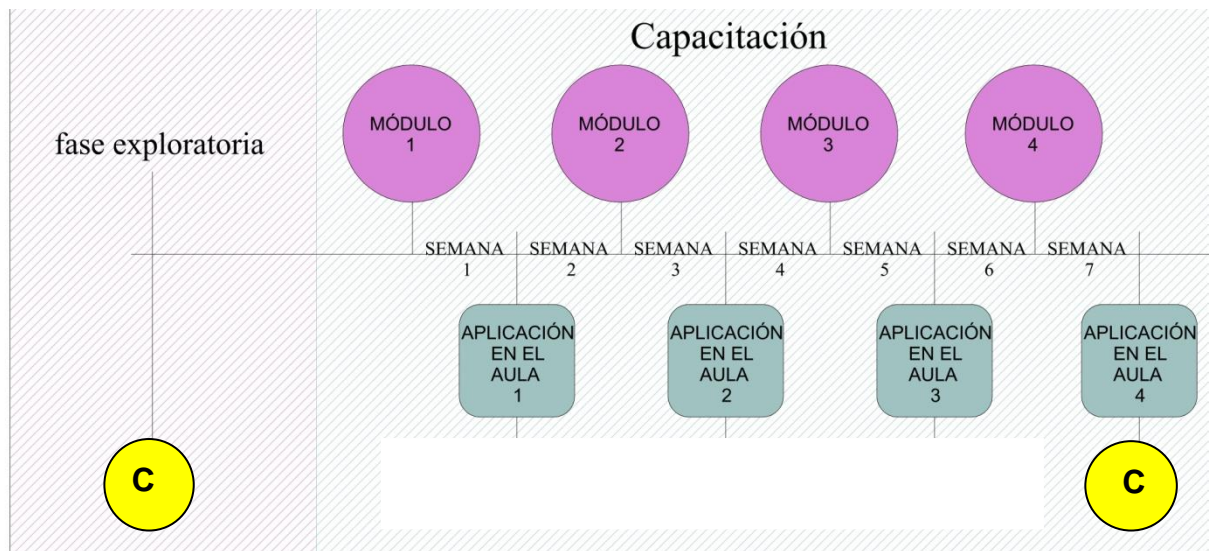 Capacitación
fase exploratoria
MÓDULO
1
MÓDULO
2
MÓDULO
3
MÓDULO
4
SEMANA
1
SEMANA
2
SEMANA
3
SEMANA
4
SEMANA
5
SEMANA
6
SEMANA
7
APLICACIÓN
EN EL
AULA
1
APLICACIÓN
EN EL
AULA
2
APLICACIÓN
EN EL
AULA
3
APLICACIÓN
EN EL
AULA
4
C
C